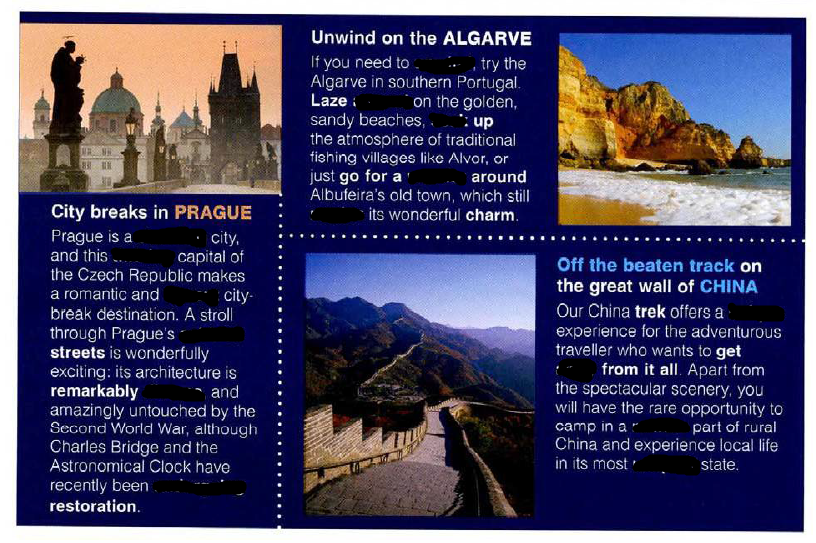 Unwind on the ALGARVE
If you need to , try the
Algarve in southern Portugal.
Laze on the golden,
sandy beaches, up
the atmosphere of traditional
fishing villages like Alvor, or
just go for a around
Albufeira's old town, which still
its wonderful charm.
City breaks in PRAGUE
Prague is a city,
and this capital of
the Czech Republic makes
a romantic and city-
break destination. A stroll
through Prague's
streets is wonderfully
exciting: its architecture is
remarkably , and
amazingly untouched by the
Second World War, although
Charles Bridge and the
Astronomical Clock have
recently been
restoration.
Off the beaten track on
the great wall of CHINA
Our China trek offers a
experience for the adventurous
traveller who wants to get
from it all. Apart from
the spectacular scenery, you
will have the rare opportunity to
camp in a part of rural
China and experience local life
in its most state.